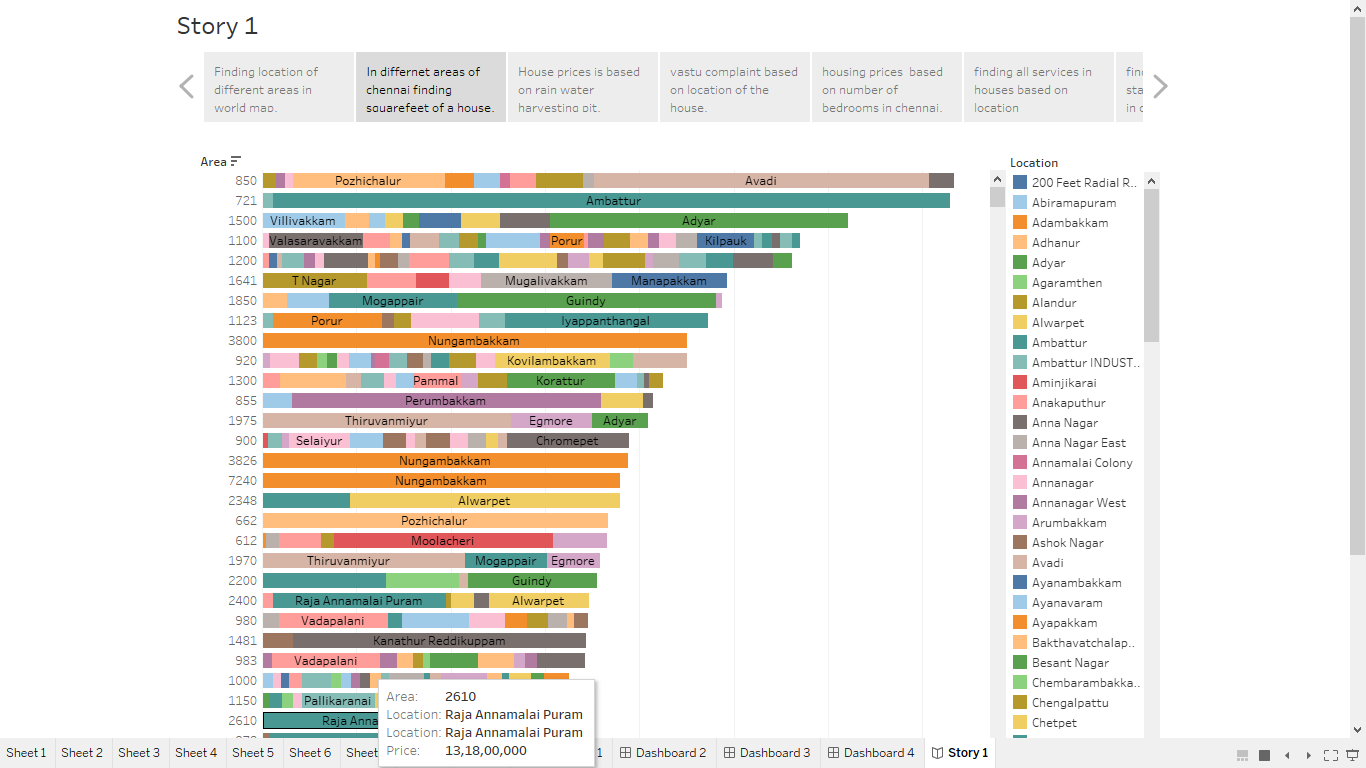 Story 1
Finding location of
different areas in
world map.
In differnet areas of
chennai finding
squarefeet of a house.
House prices is based
on rain water
harvesting pit.
vastu complaint based
on location of the
house.
housing prices based
on number of
bedrooms in chennai.
finding all services in
houses based on
location
Area
850 Pozhichalur Avadi
721 Ambattur
1500 Villivakkam Adyar
1100 Valasaravakkam Porur Kilpauk
1200
1641 T Nagar Mugalivakkam Manapakkam
1850 Mogappair Guindy
1123 Porur Iyappanthangal
3800 Nungambakkam
920 Kovilambakkam
1300 Pammal Korattur
855 Perumbakkam
1975 Thiruvanmiyur Egmore Adyar
900 Selaiyur Chromepet
3826 Nungambakkam
7240 Nungambakkam
2348 Alwarpet
662 Pozhichalur
612 Moolacheri
1970 Thiruvanmiyur Mogappair Egmore
2200 Guindy
2400 Raja Annamalai Puram Alwarpet
980 Vadapalani
1481 Kanathur Reddikuppam
983 Vadapalani
1000
1150 Pallikaranai
2610 Raja Anna
Area: 2610
Location: Raja Annamalai Puram
Location: Raja Annamalai Puram
Price: 13,18,00,000
Location
200 Feet Radial R..
Abiramapuram
Adambakkam
Adhanur
Adyar
Agaramthen
Alandur
Alwarpet
Ambattur
Ambattur INDUST..
Aminjikarai
Anakaputhur
Anna Nagar
Anna Nagar East
Annamalai Colony
Annanagar
Annanagar West
Arumbakkam
Ashok Nagar
Avadi
Ayanambakkam
Ayanavaram
Ayapakkam
Bakthavatchalap..
Besant Nagar
Chembarambakka..
Chengalpattu
Chetpet
Sheet 1 Sheet 2 Sheet 3 Sheet 4 Sheet 5 Sheet 6 Sheet 1 Dashboard 2 Dashboard 3 Dashboard 4 Story 1